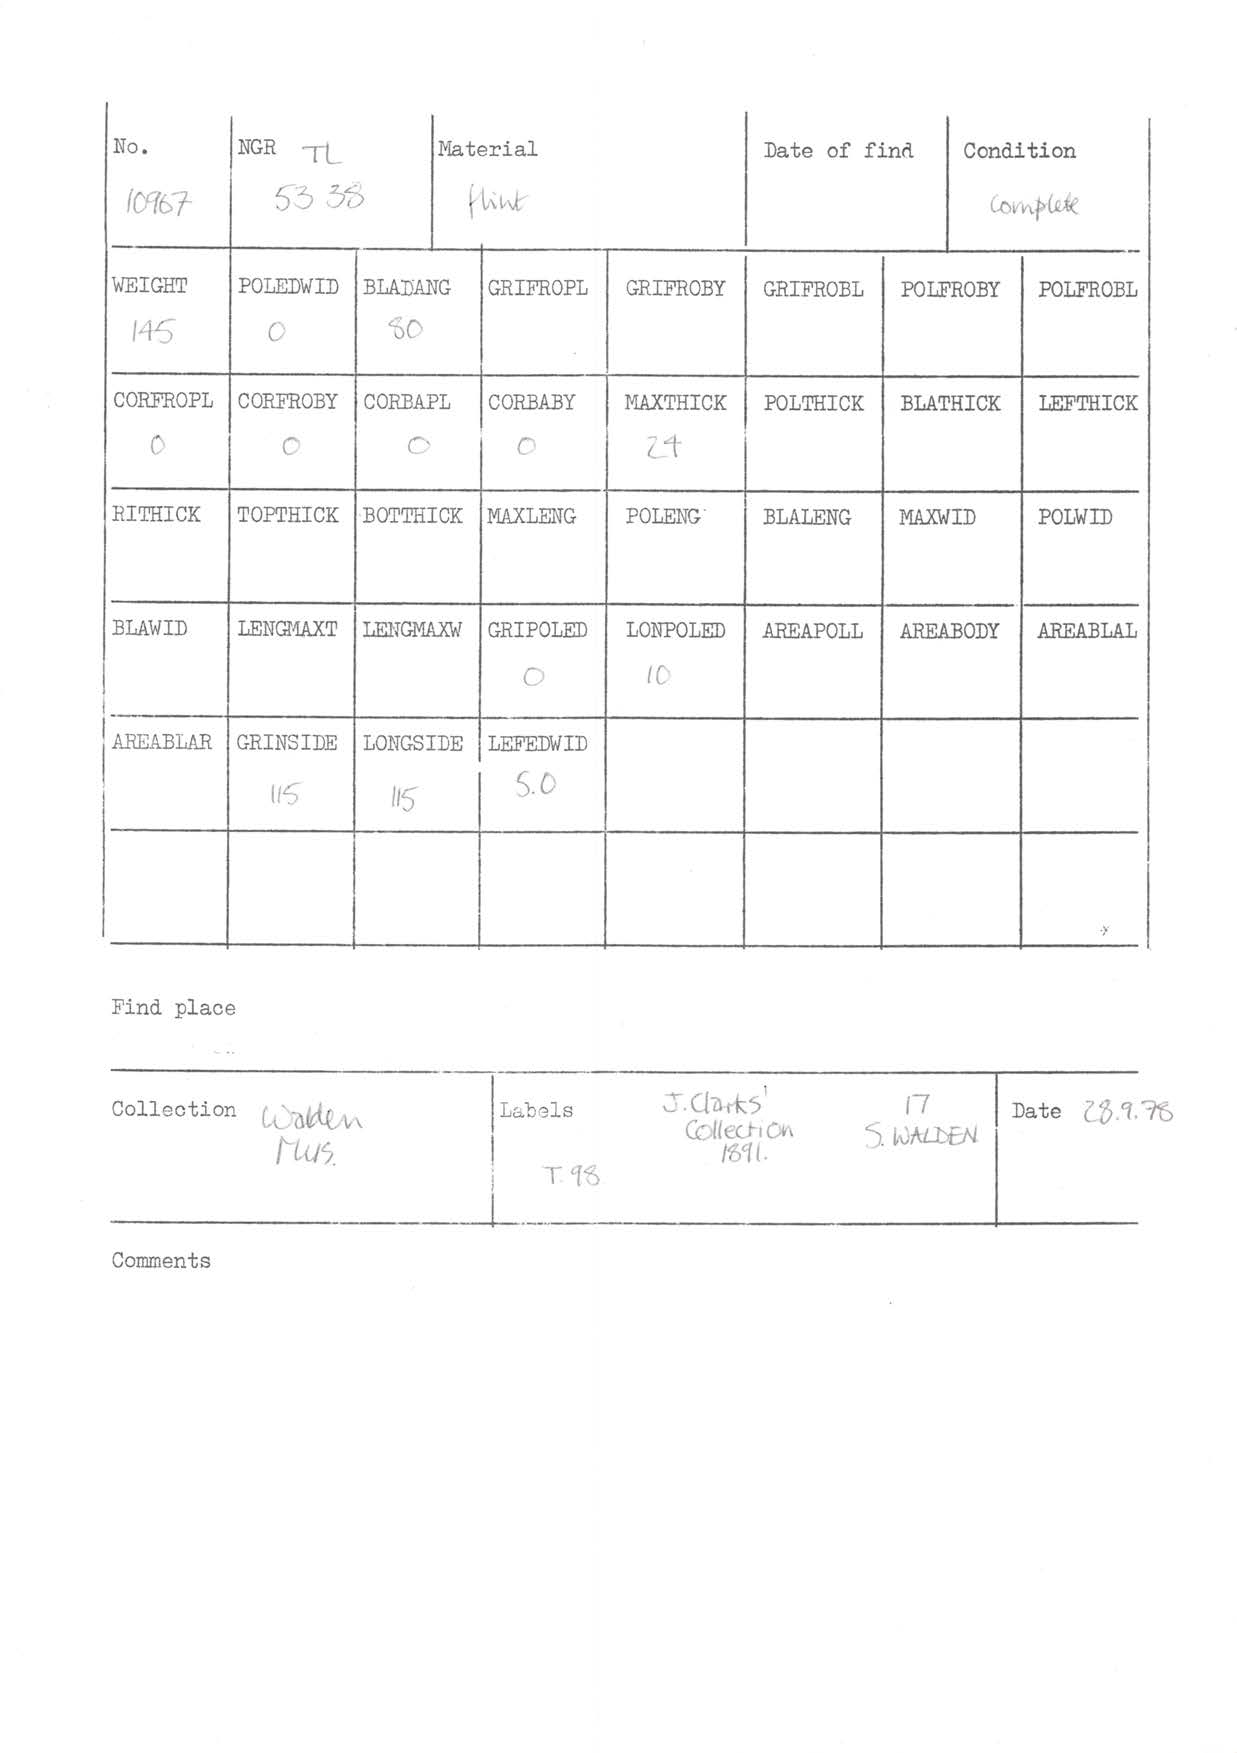 No. NGR TL Material Date of find Condition
10967 53 38 flint complete
WEIGHT POLEDWID BLADANG GRIFROPL GRIFROBY GRIFROBL POLFROBY POLFROBL
145 0 80
CORFROPL CORFROBY CORBAPL CORBABY MAXTHICK POLTHICK BLATHICK LEFTHICK
0 0 0 0 24
RITHICK TOPTHICK BOTTHICK MAXLENG POLENG BLALENG MAXWID POLWID
BLAWID LENGMAXT LENGMAXW GRIPOLED LONPOLED AREAPOLL AREABODY AREABLAL
0 10
AREABLAR GRINSIDE LONGSIDE LEFEDWID
115 115 5.0
Find place
Collection Walden Mus.
Labels J. Clarks' Collection 1891. 17 S. WALDEN
T.98
Date 28.9.78
Comments